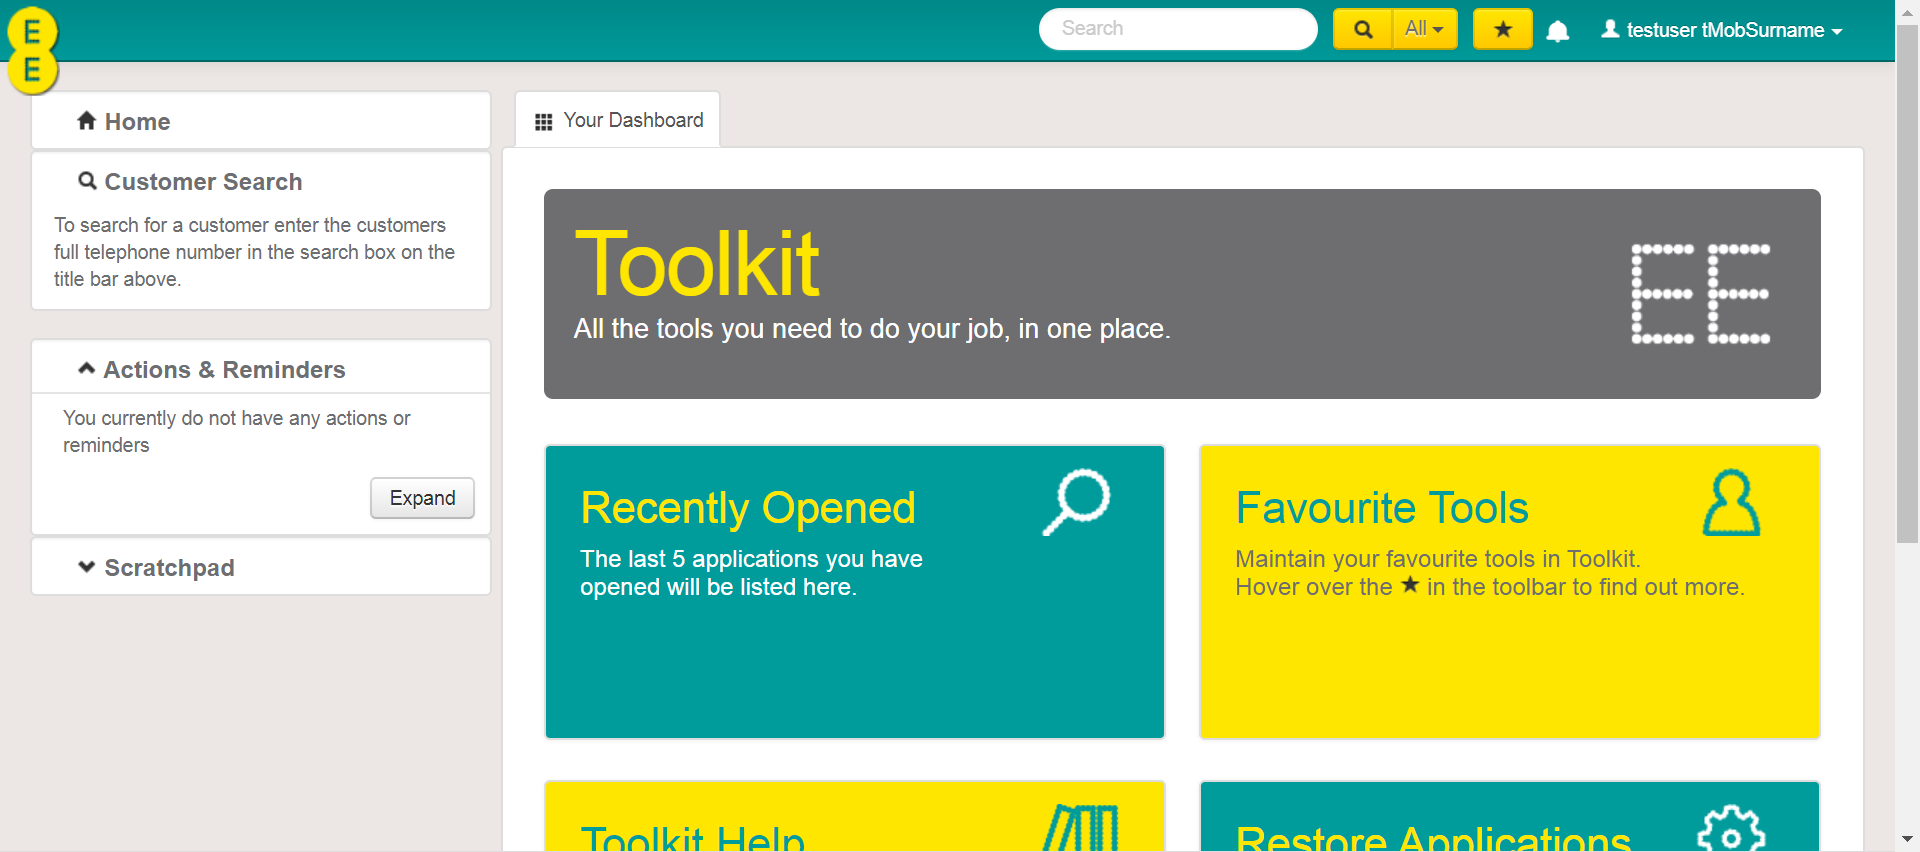 E
E
Search
All
testuser tMobSurname
Home
Customer Search
To search for a customer enter the customers
full telephone number in the search box on the
title bar above.
Actions & Reminders
You currently do not have any actions or
reminders
Expand
Scratchpad
Your Dashboard
Toolkit
All the tools you need to do your job, in one place.
EE
Recently Opened
The last 5 applications you have
opened will be listed here.
Favourite Tools
Maintain your favourite tools in Toolkit.
Hover over the ★ in the toolbar to find out more.
Toolkit Help
Restore Applications